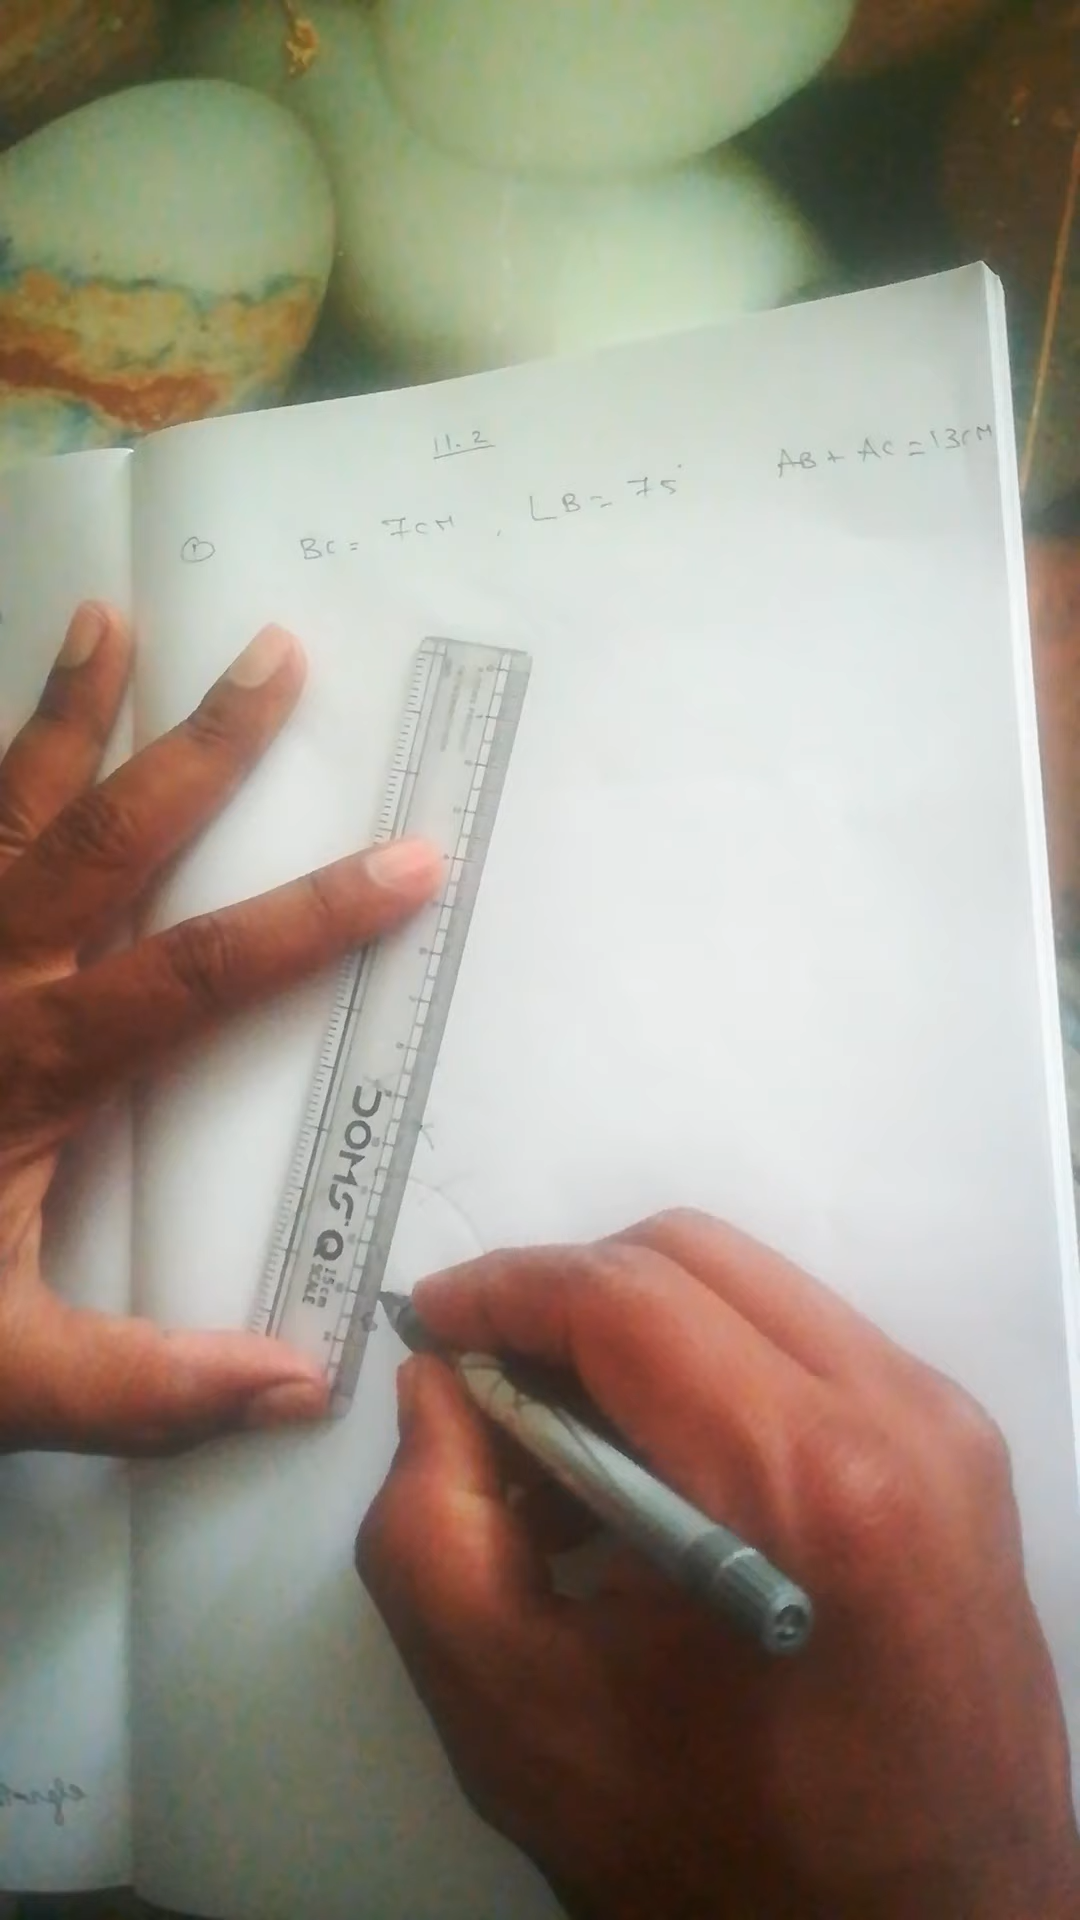 11.2
① BC = 7CM , ∠B = 75° AB + AC = 13CM
DOMS Q
15cm
SCALE